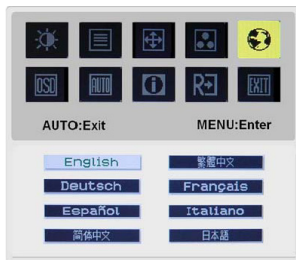 OSD AUTO i R EXIT
AUTO:Exit MENU:Enter
English 繁體中文
Deutsch Français
Español Italiano
简体中文 日本語